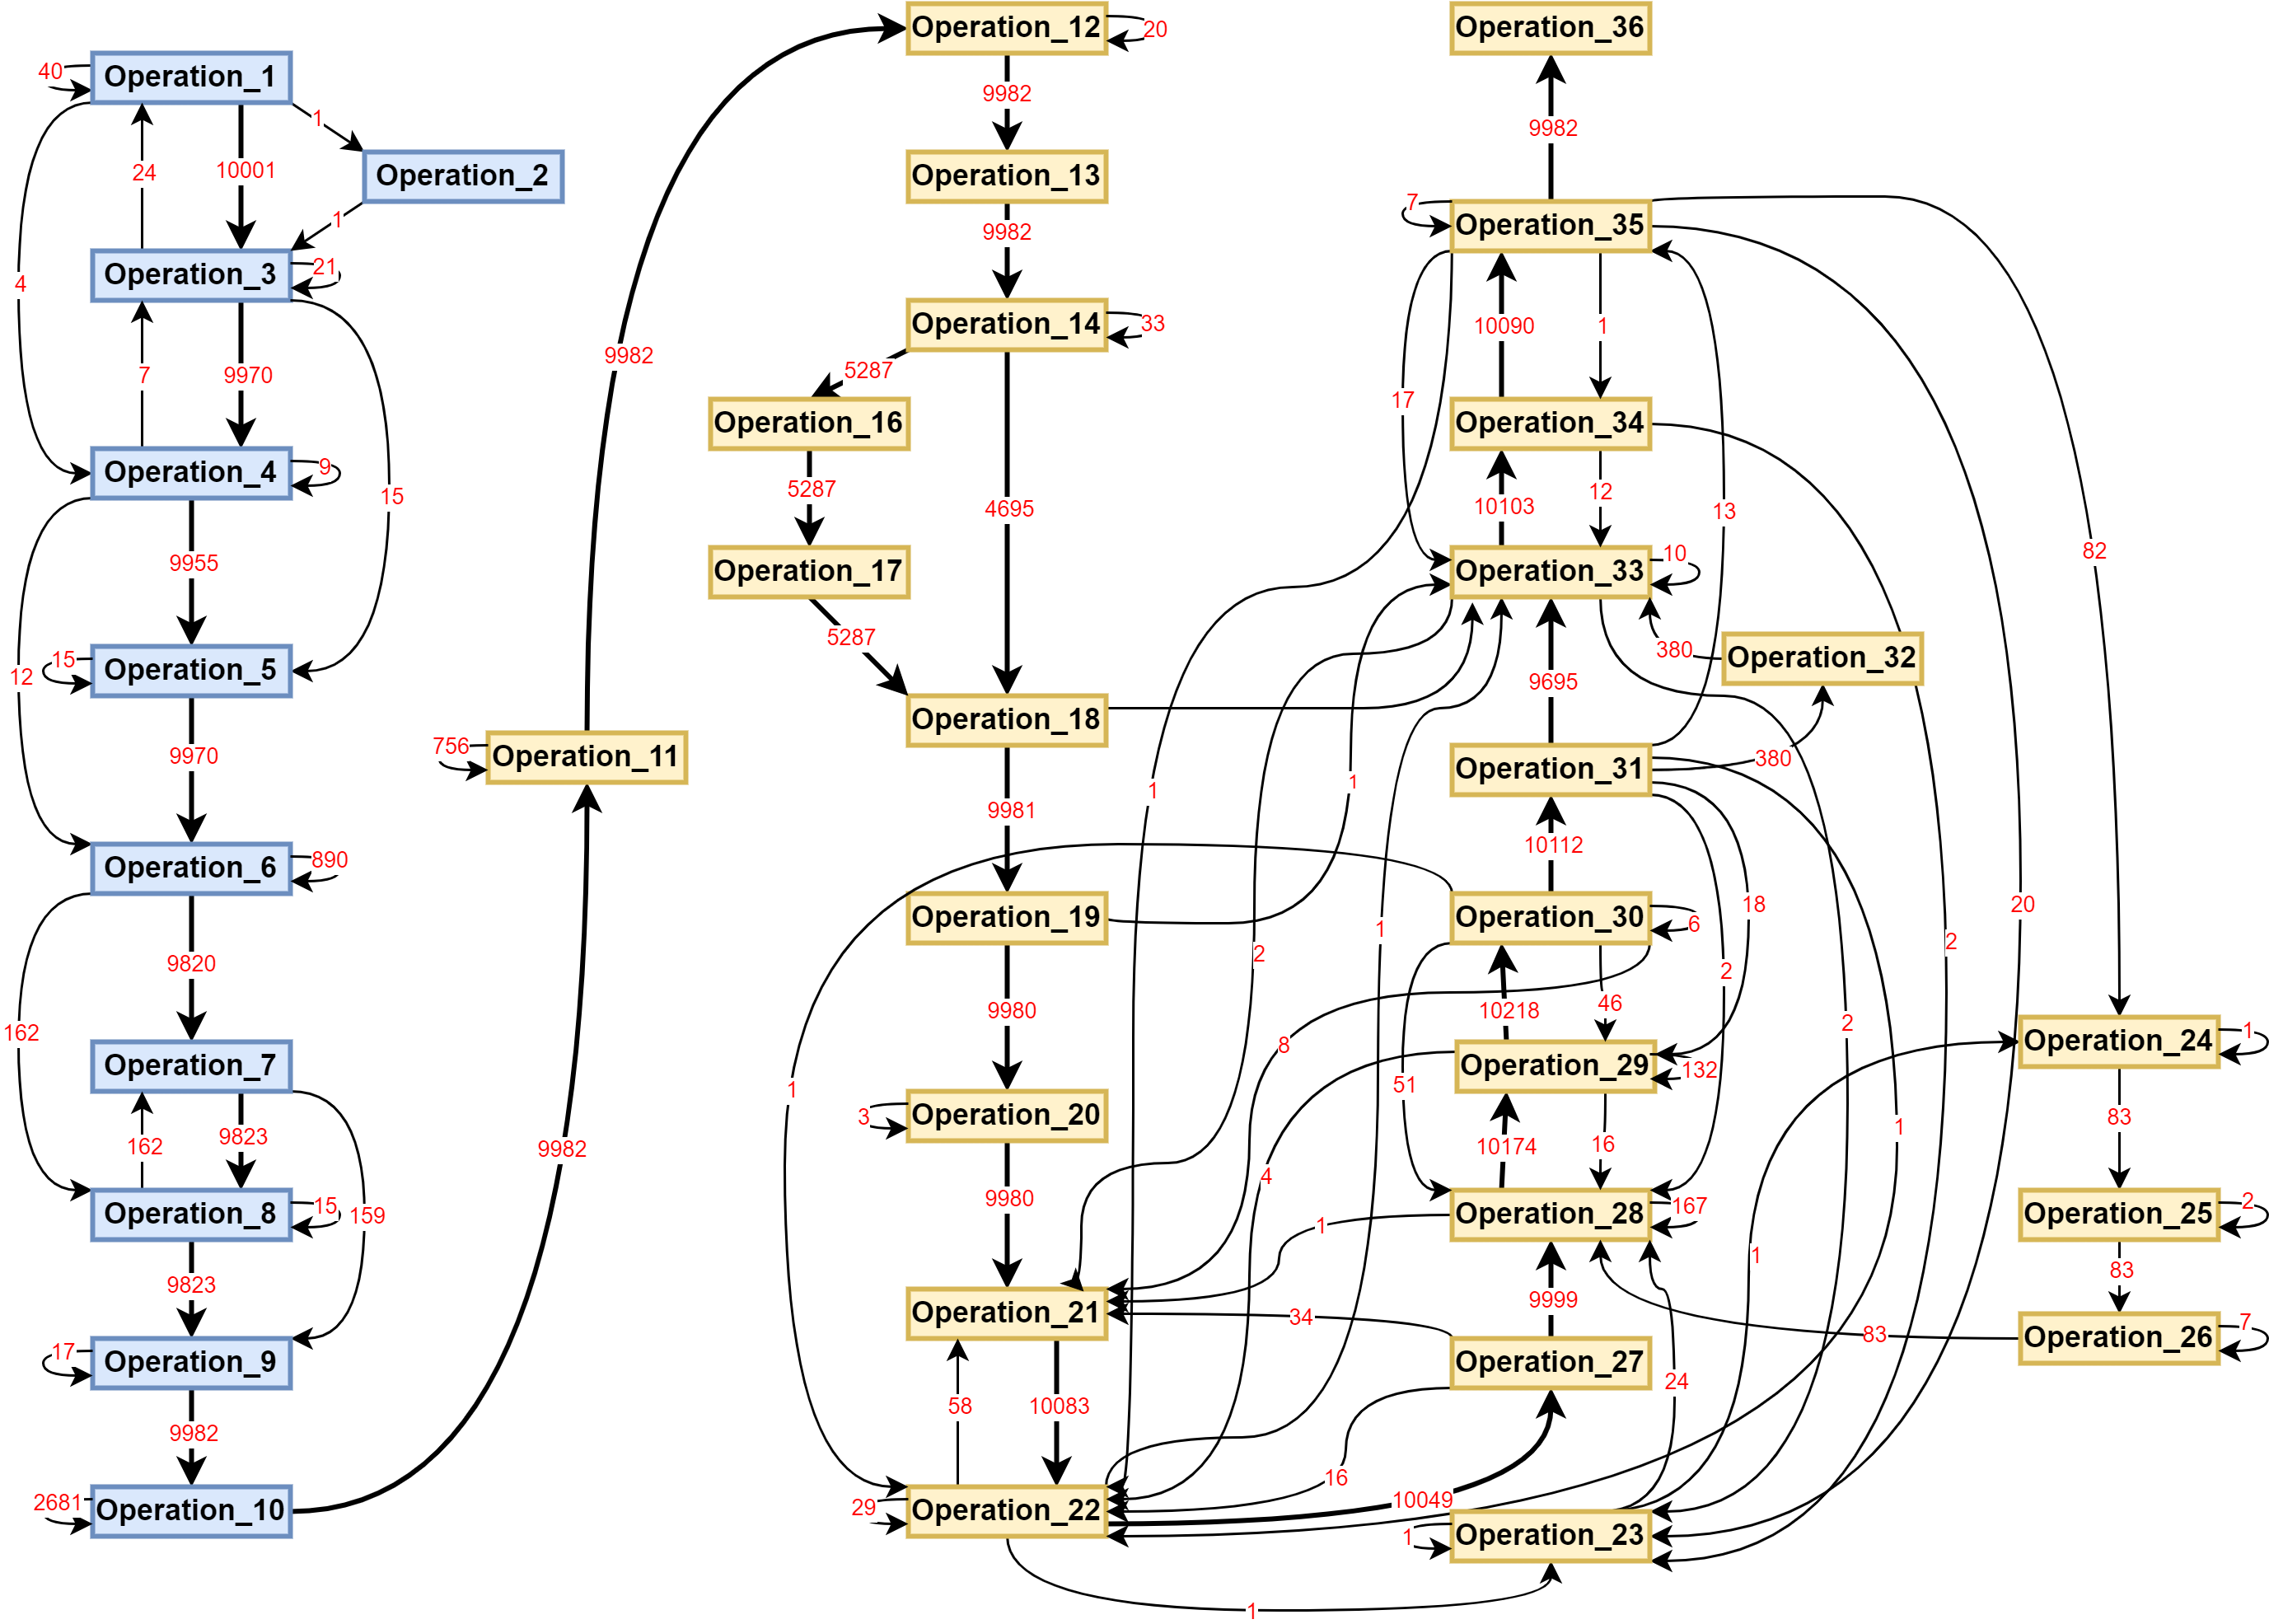 Operation_1
40
1
4
24
10001
Operation_2
1
Operation_3
21
7
9970
15
Operation_4
9
9955
12
Operation_5
15
9970
Operation_6
890
9820
162
Operation_7
162
9823
159
Operation_8
15
9823
Operation_9
17
9982
Operation_10
2681
9982
Operation_11
756
9982
Operation_12
20
9982
Operation_13
9982
Operation_14
33
5287
4695
Operation_16
5287
Operation_17
5287
Operation_18
9981
Operation_19
9980
Operation_20
3
9980
Operation_21
58
10083
Operation_22
29
10049
1
Operation_36
9982
Operation_35
7
10090
1
17
13
82
20
Operation_34
10103
12
2
Operation_33
10
1
1
2
1
2
380
Operation_32
9695
Operation_31
380
18
2
1
10112
Operation_30
6
10218
46
51
8
1
Operation_29
132
4
10174
16
Operation_28
167
1
9999
34
Operation_27
16
24
1
Operation_23
1
Operation_24
1
83
Operation_25
2
83
Operation_26
7
83